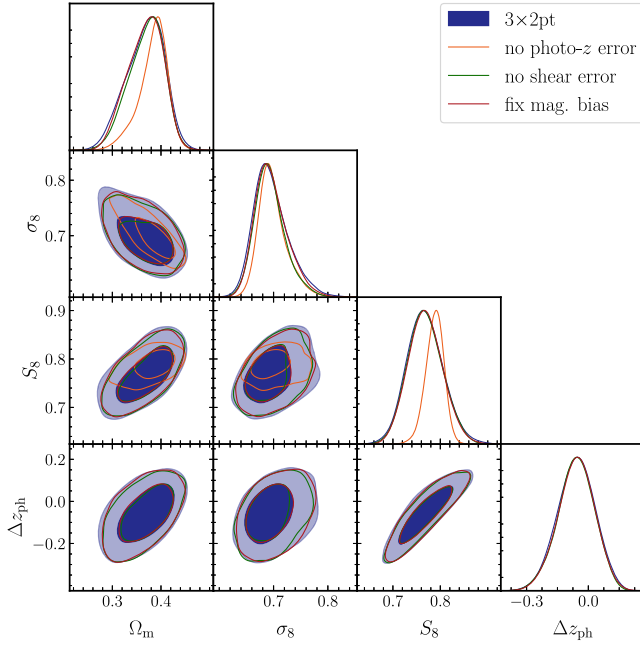 3×2pt
no photo-z error
no shear error
fix mag. bias
0.8
0.7
σ8
0.9
0.8
0.7
S8
0.2
0.0
−0.2
Δzph
0.3 0.4 0.7 0.8 0.7 0.8 −0.3 0.0
Ωm σ8 S8 Δzph